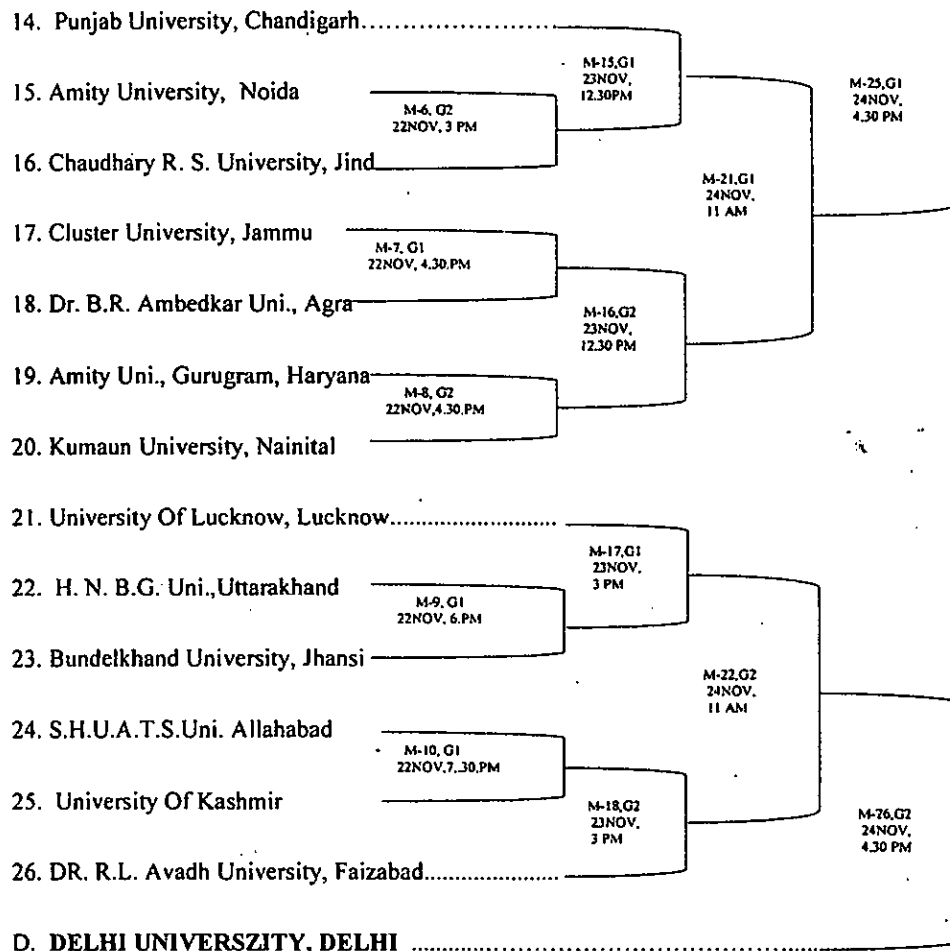 14. Punjab University, Chandigarh..............................
M-15,G1
23NOV,
12.30PM
M-25,G1
24NOV,
4.30 PM
15. Amity University, Noida
M-6, G2
22NOV, 3 PM
16. Chaudhary R. S. University, Jind
M-21,G1
24NOV,
11 AM
17. Cluster University, Jammu
M-7, G1
22NOV, 4.30.PM
18. Dr. B.R. Ambedkar Uni., Agra
M-16,G2
23NOV,
12.30 PM
19. Amity Uni., Gurugram, Haryana
M-8, G2
22NOV,4.30.PM
20. Kumaun University, Nainital
21. University Of Lucknow, Lucknow.........................
M-17,G1
23NOV,
3 PM
22. H. N. B.G. Uni.,Uttarakhand
M-9, G1
22NOV, 6.PM
23. Bundelkhand University, Jhansi
M-22,G2
24NOV,
11 AM
24. S.H.U.A.T.S.Uni. Allahabad
M-10, G1
22NOV,7,.30,PM
25. University Of Kashmir
M-18,G2
23NOV,
3 PM
M-26,G2
24NOV,
4.30 PM
26. DR. R.L. Avadh University, Faizabad....................
D. DELHI UNIVERSZITY, DELHI ..............................